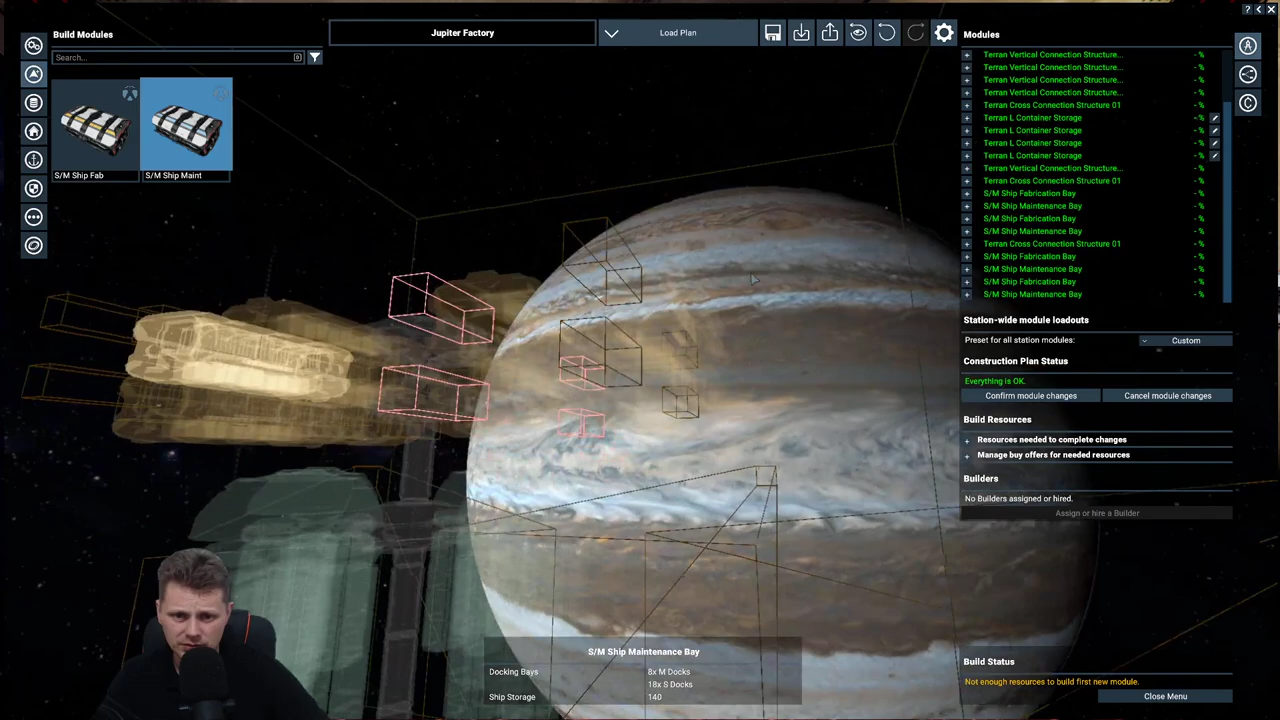 ? < X
Build Modules
Search...
S/M Ship Fab
S/M Ship Maint
Jupiter Factory
Load Plan
Modules
+ Terran Vertical Connection Structure... - %
+ Terran Vertical Connection Structure... - %
+ Terran Vertical Connection Structure... - %
+ Terran Vertical Connection Structure... - %
+ Terran Cross Connection Structure 01 - %
+ Terran L Container Storage - %
+ Terran L Container Storage - %
+ Terran L Container Storage - %
+ Terran L Container Storage - %
+ Terran Vertical Connection Structure... - %
+ Terran Cross Connection Structure 01 - %
+ S/M Ship Fabrication Bay - %
+ S/M Ship Maintenance Bay - %
+ S/M Ship Fabrication Bay - %
+ S/M Ship Maintenance Bay - %
+ Terran Cross Connection Structure 01 - %
+ S/M Ship Fabrication Bay - %
+ S/M Ship Maintenance Bay - %
+ S/M Ship Fabrication Bay - %
+ S/M Ship Maintenance Bay - %
Station-wide module loadouts
Preset for all station modules: Custom
Construction Plan Status
Everything is OK.
Confirm module changes
Cancel module changes
Build Resources
+ Resources needed to complete changes
+ Manage buy offers for needed resources
Builders
No Builders assigned or hired.
Assign or hire a Builder
S/M Ship Maintenance Bay
Docking Bays 8x M Docks
18x S Docks
Ship Storage 140
Build Status
Not enough resources to build first new module.
Close Menu